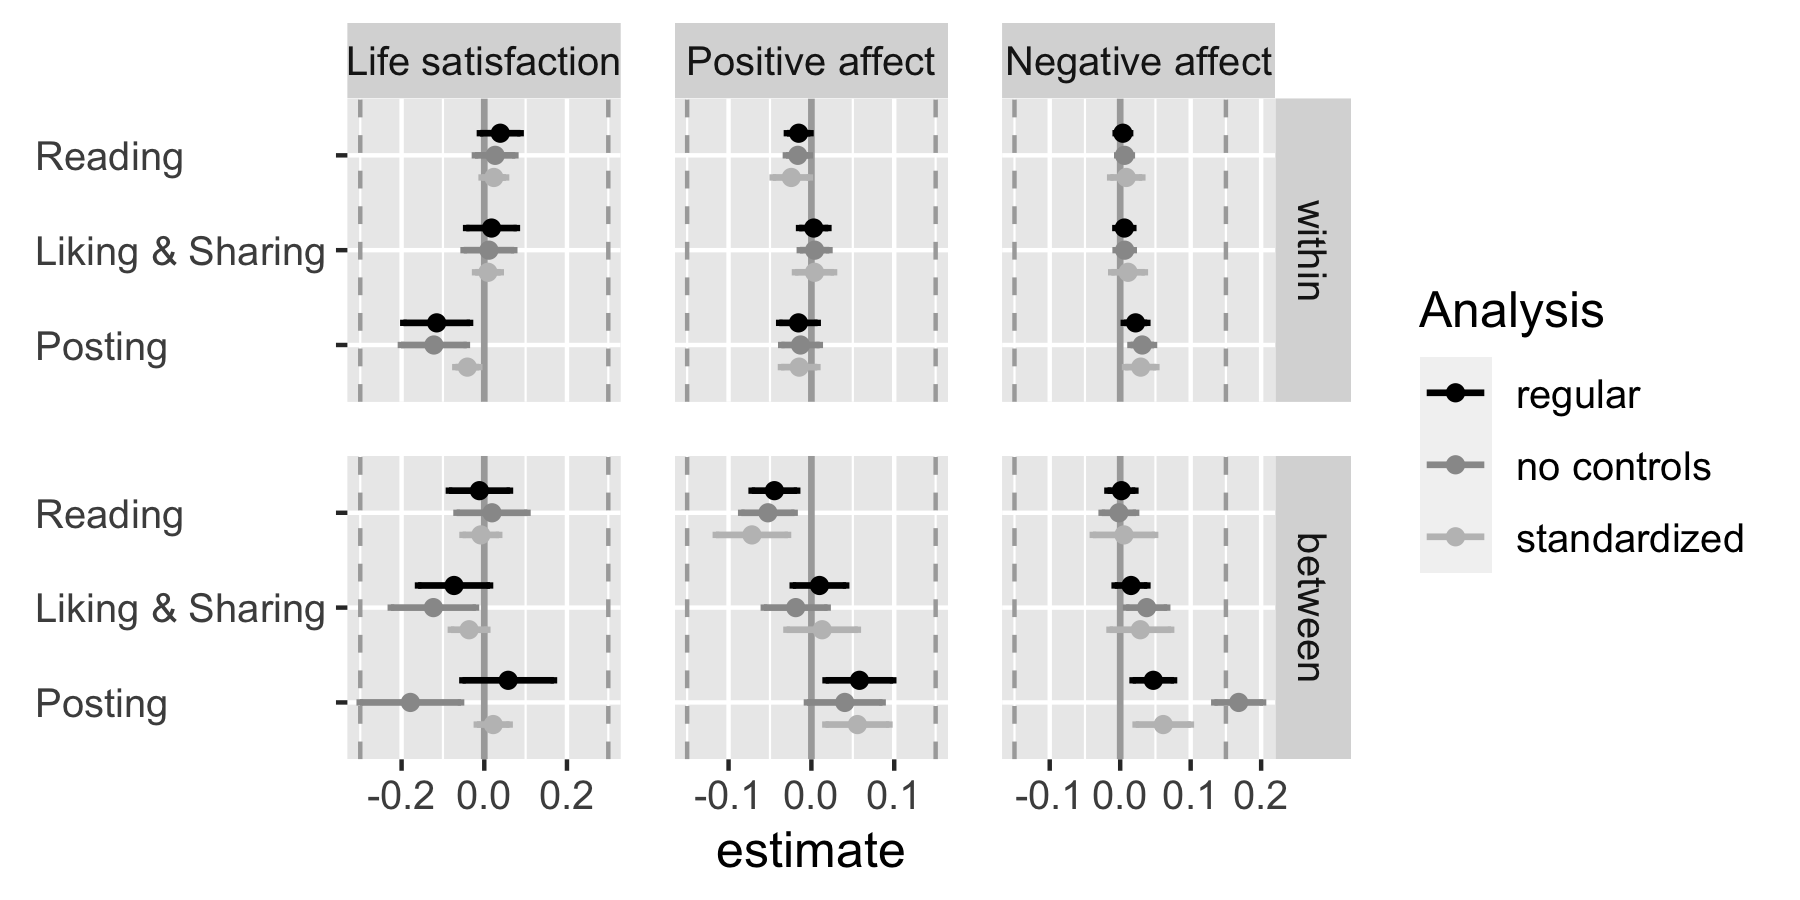 Life satisfaction
Positive affect
Negative affect
Reading
Liking & Sharing
Posting
within
Reading
Liking & Sharing
Posting
between
-0.2 0.0 0.2
-0.1 0.0 0.1
-0.1 0.0 0.1 0.2
estimate
Analysis
regular
no controls
standardized